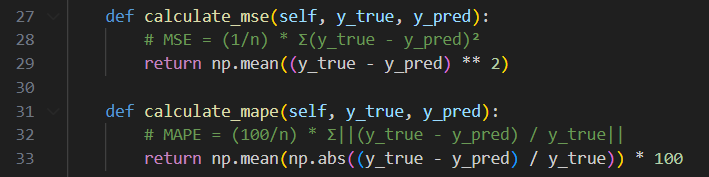 27 def calculate_mse(self, y_true, y_pred):
28 # MSE = (1/n) * Σ(y_true - y_pred)²
29 return np.mean((y_true - y_pred) ** 2)
30
31 def calculate_mape(self, y_true, y_pred):
32 # MAPE = (100/n) * Σ||(y_true - y_pred) / y_true||
33 return np.mean(np.abs((y_true - y_pred) / y_true)) * 100